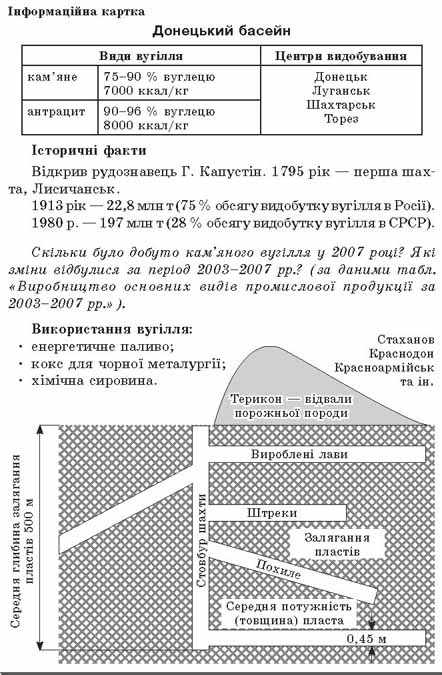 Інформаційна картка
Донецький басейн
Види вугілля
Центри видобування
кам’яне
75–90 % вуглецю
7000 ккал/кг
антрацит
90–96 % вуглецю
8000 ккал/кг
Донецьк
Луганськ
Шахтарськ
Торез
Історичні факти
Відкрив рудознавець Г. Капустін. 1795 рік — перша шах-
та, Лисичанськ.
1913 рік — 22,8 млн т (75 % обсягу видобутку вугілля в Росії).
1980 р. — 197 млн т (28 % обсягу видобутку вугілля в СРСР).
Скільки було добуто кам’яного вугілля у 2007 році? Які
зміни відбулися за період 2003–2007 рр.? (за даними табл.
«Виробництво основних видів промислової продукції за
2003–2007 рр.» ).
Використання вугілля:
• енергетичне паливо;
• кокс для чорної металургії;
• хімічна сировина.
Стаханов
Краснодон
Красноармійськ
та ін.
Терикон — відвали
порожньої породи
Середня глибина залягання
пластів 500 м
Стовбур шахти
Вироблені лави
Штреки
Залягання
пластів
Похиле
Середня потужність
(товщина) пласта
0,45 м